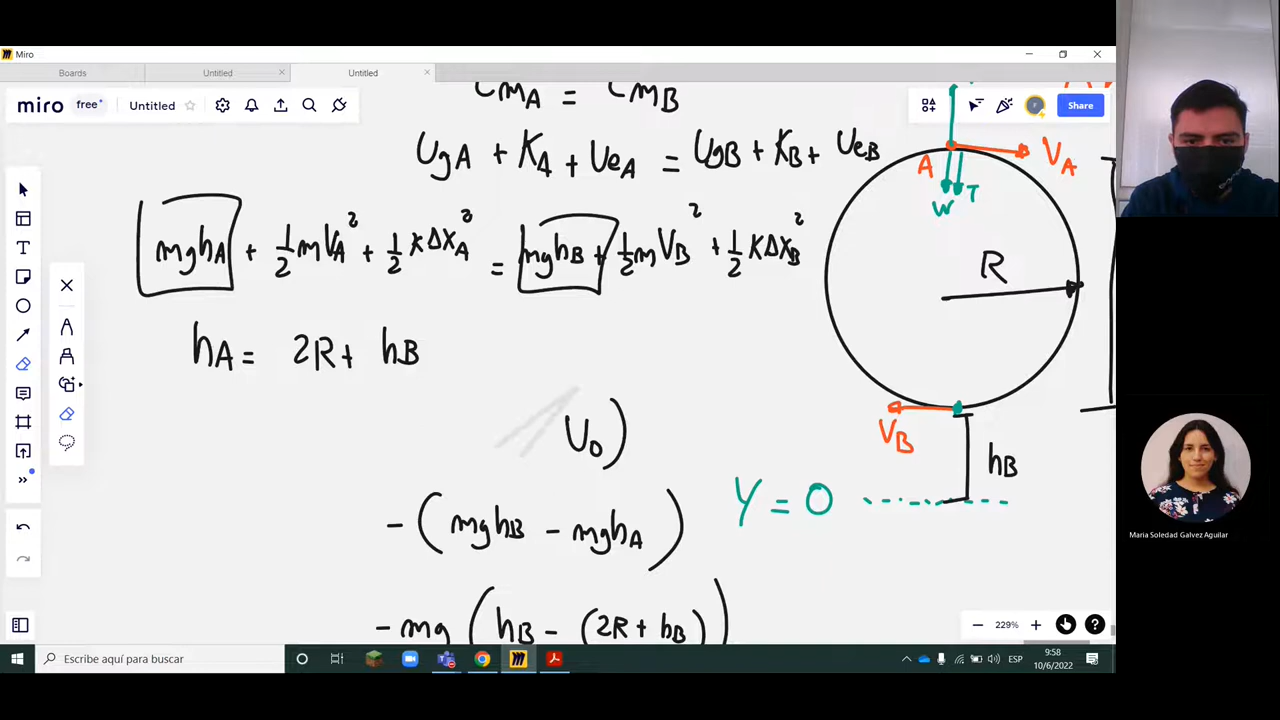 Miro
Boards
Untitled
Untitled
miro
free
Untitled
Share
EmA = EmB
UgA + KA + UeA = UgB + KB + UeB
mghA + 1/2 mVA² + 1/2 KΔXA² = mghB + 1/2 mVB² + 1/2 KΔXB²
hA = 2R + hB
U0)
-(mghB - mghA)
-mg(hB - (2R + hB))
A
VA
W
T
R
VB
hB
Y = 0
229%
Maria Soledad Galvez Aguilar
Escribe aquí para buscar
ESP
9:58
10/6/2022